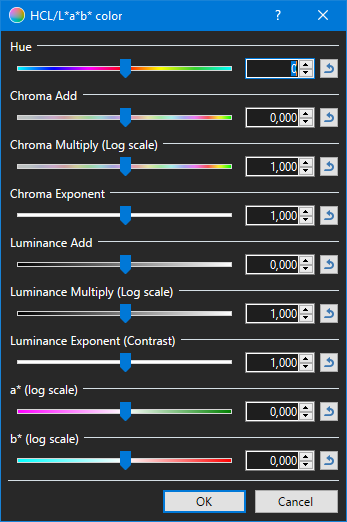 HCL/L*a*b* color
Hue
0
Chroma Add
0,000
Chroma Multiply (Log scale)
1,000
Chroma Exponent
1,000
Luminance Add
0,000
Luminance Multiply (Log scale)
1,000
Luminance Exponent (Contrast)
1,000
a* (log scale)
0,000
b* (log scale)
0,000
OK Cancel